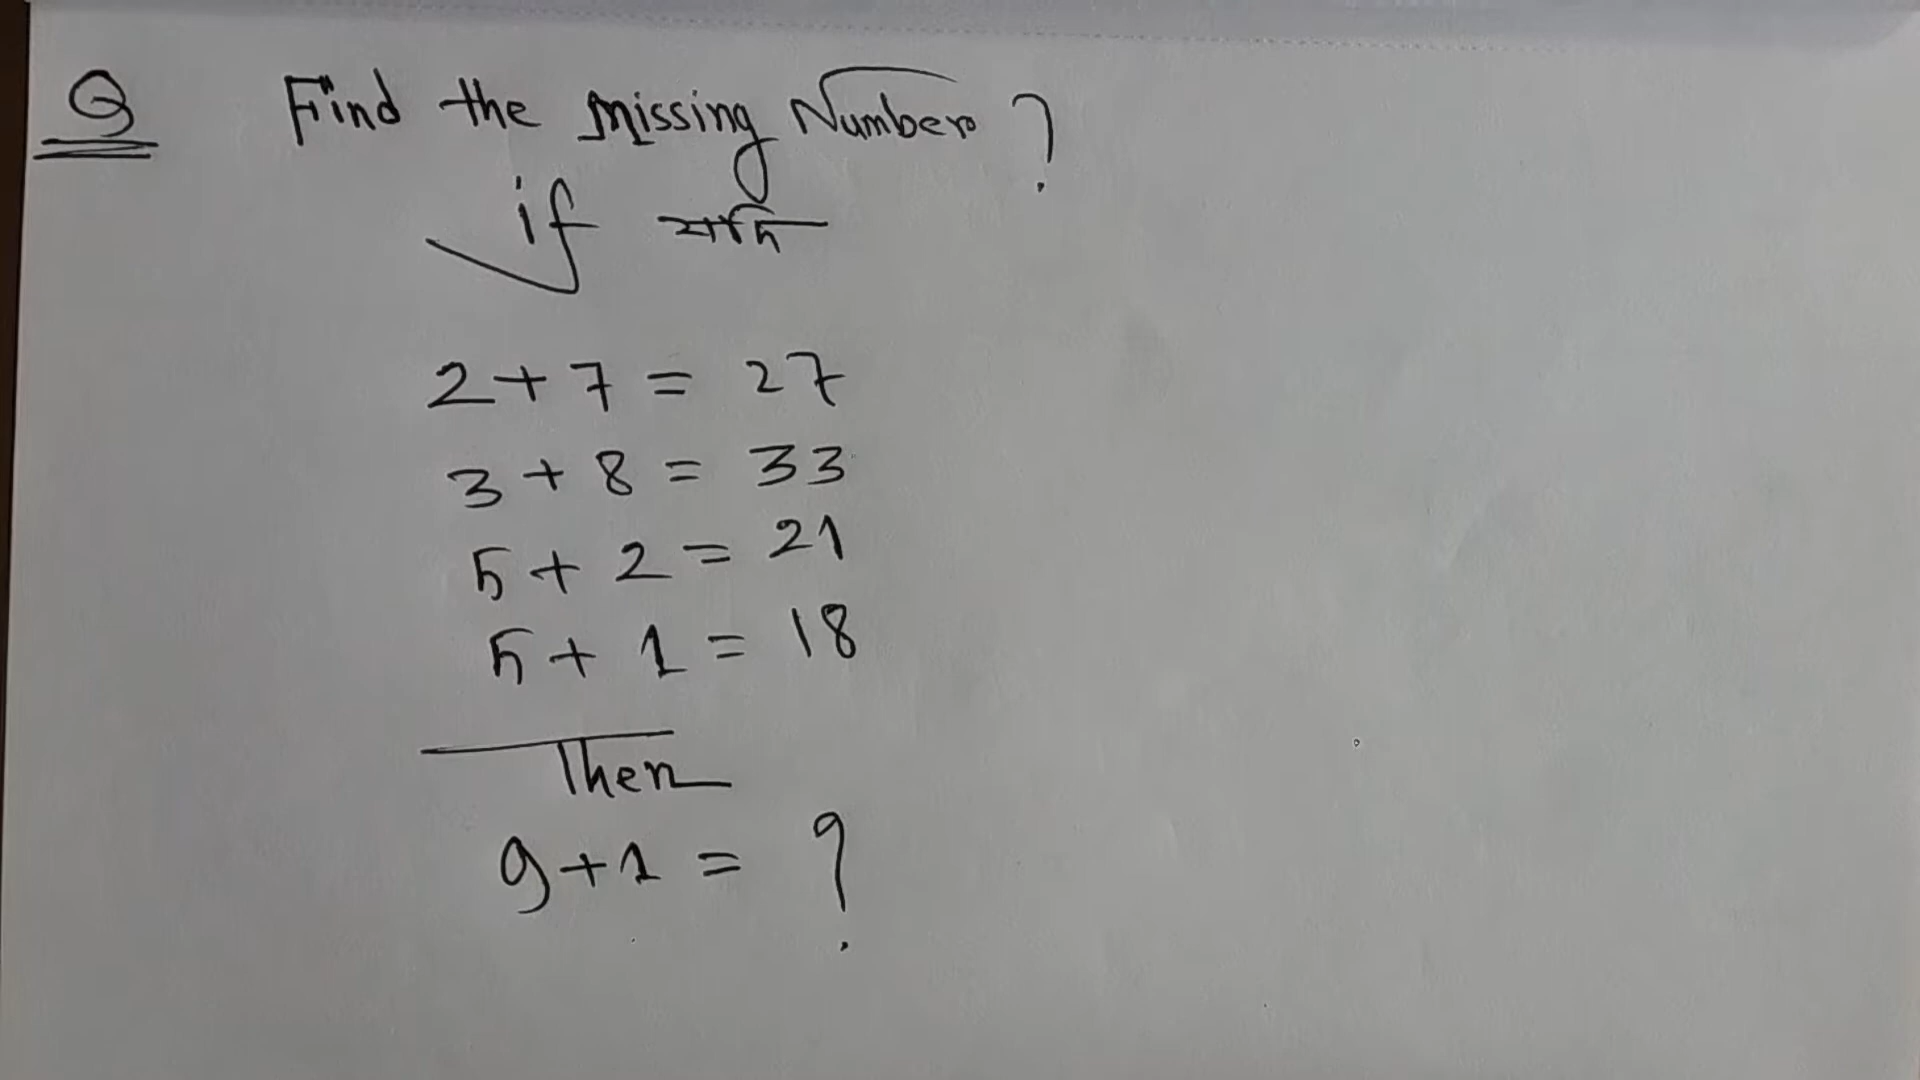 Q Find the Missing Number ?
if यदि
2 + 7 = 27
3 + 8 = 33
5 + 2 = 21
5 + 1 = 18
Then
9 + 1 = ?